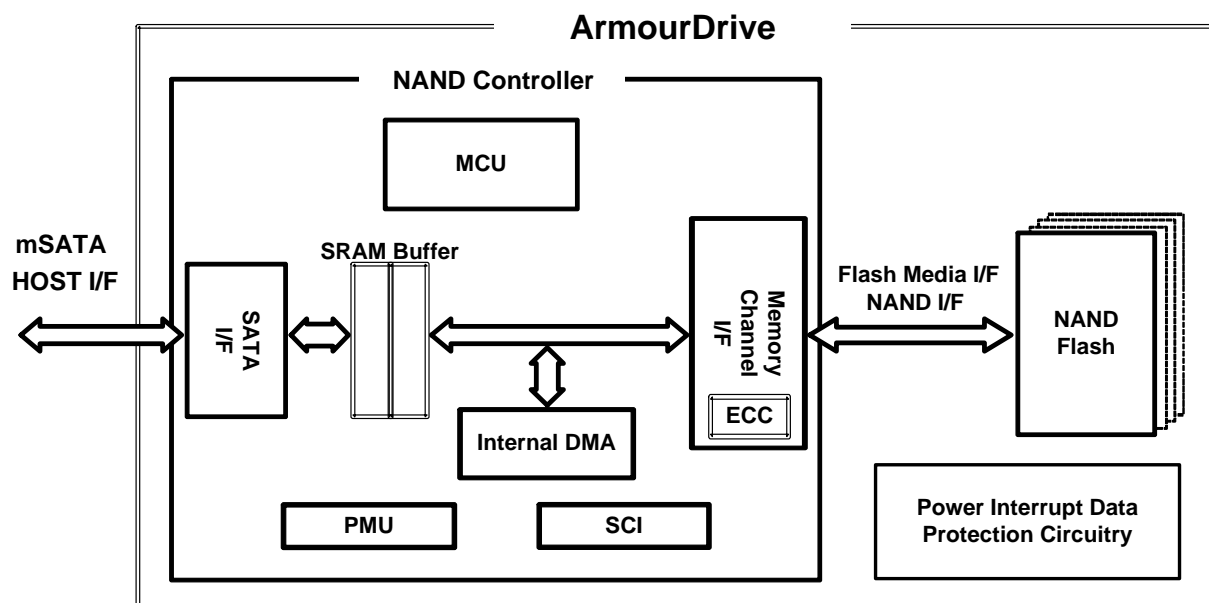 ArmourDrive
NAND Controller
MCU
mSATA
HOST I/F
SRAM Buffer
SATA
I/F
Memory
Channel
I/F
ECC
Flash Media I/F
NAND I/F
NAND
Flash
Internal DMA
PMU
SCI
Power Interrupt Data
Protection Circuitry